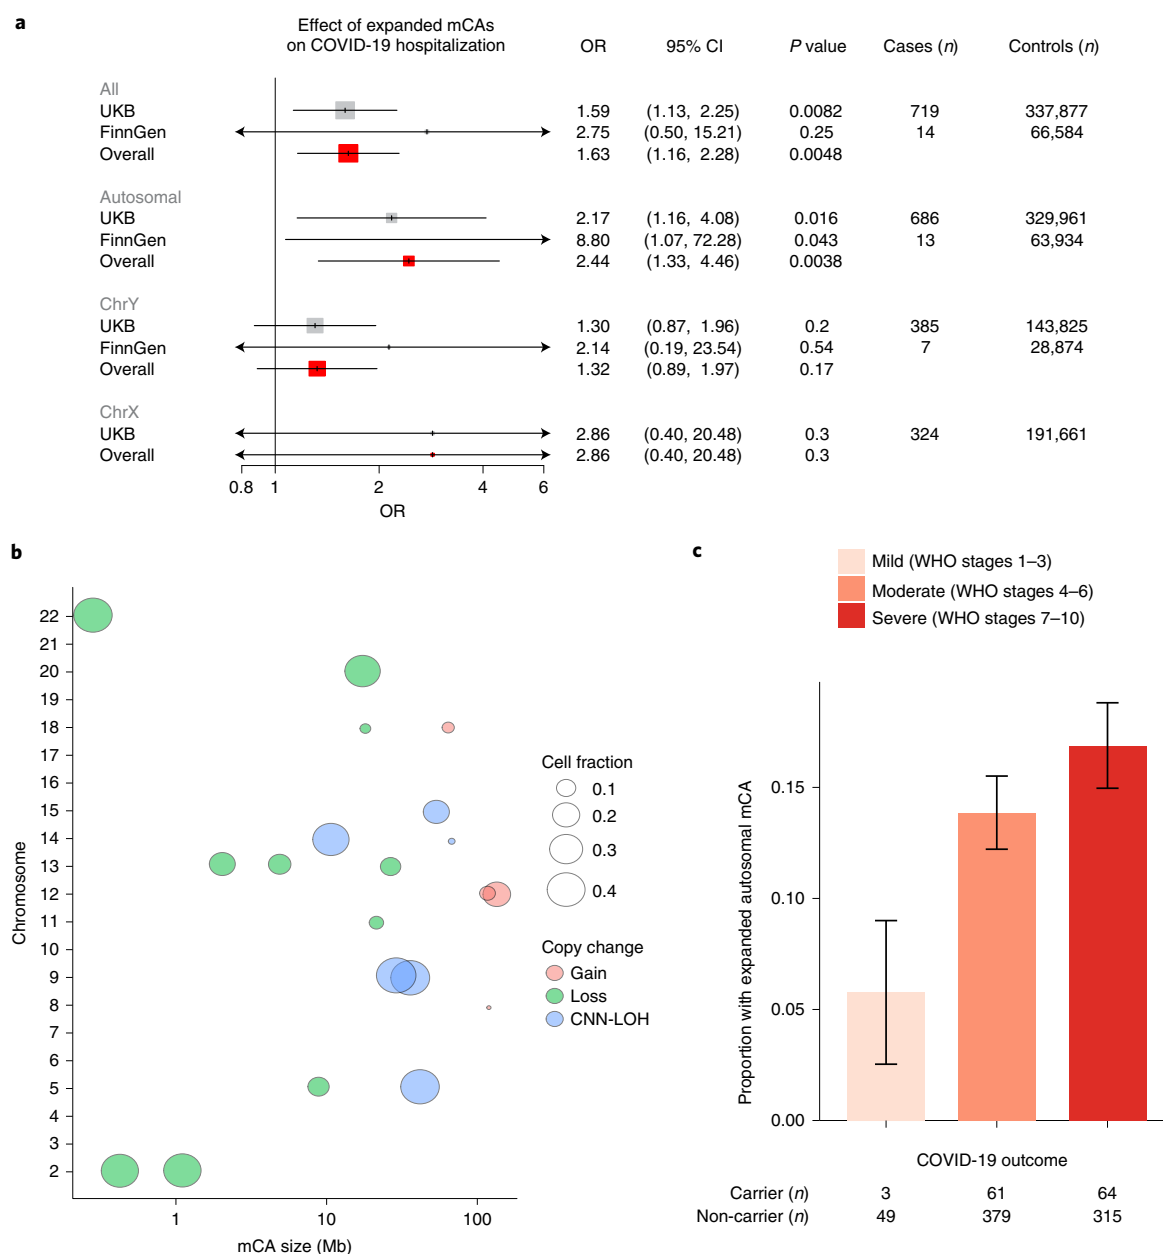 a
Effect of expanded mCAs
on COVID-19 hospitalization
OR 95% CI P value Cases (n) Controls (n)
All
UKB 1.59 (1.13, 2.25) 0.0082 719 337,877
FinnGen 2.75 (0.50, 15.21) 0.25 14 66,584
Overall 1.63 (1.16, 2.28) 0.0048
Autosomal
UKB 2.17 (1.16, 4.08) 0.016 686 329,961
FinnGen 8.80 (1.07, 72.28) 0.043 13 63,934
Overall 2.44 (1.33, 4.46) 0.0038
ChrY
UKB 1.30 (0.87, 1.96) 0.2 385 143,825
FinnGen 2.14 (0.19, 23.54) 0.54 7 28,874
Overall 1.32 (0.89, 1.97) 0.17
ChrX
UKB 2.86 (0.40, 20.48) 0.3 324 191,661
Overall 2.86 (0.40, 20.48) 0.3
0.8 1 2 4 6
OR
b
Chromosome
22
21
20
19
18
17
16
15
14
13
12
11
10
9
8
7
6
5
4
3
2
1 10 100
mCA size (Mb)
Cell fraction
0.1
0.2
0.3
0.4
Copy change
Gain
Loss
CNN-LOH
c
Mild (WHO stages 1–3)
Moderate (WHO stages 4–6)
Severe (WHO stages 7–10)
Proportion with expanded autosomal mCA
0.15
0.10
0.05
0.00
COVID-19 outcome
Carrier (n) 3 61 64
Non-carrier (n) 49 379 315